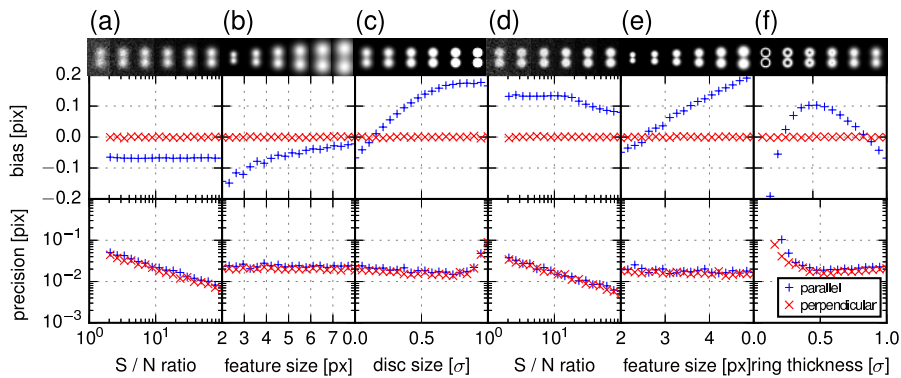 (a) (b) (c) (d) (e) (f)
0.2
0.1
0.0
−0.1
−0.2
bias [pix]
10⁻¹
10⁻²
10⁻³
precision [pix]
parallel
perpendicular
10⁰ 10¹ 2 3 4 5 6 7 0.0 0.5 10⁰ 10¹ 2 3 4 0.0 0.5 1.0
S / N ratio feature size [px] disc size [σ] S / N ratio feature size [px] ring thickness [σ]